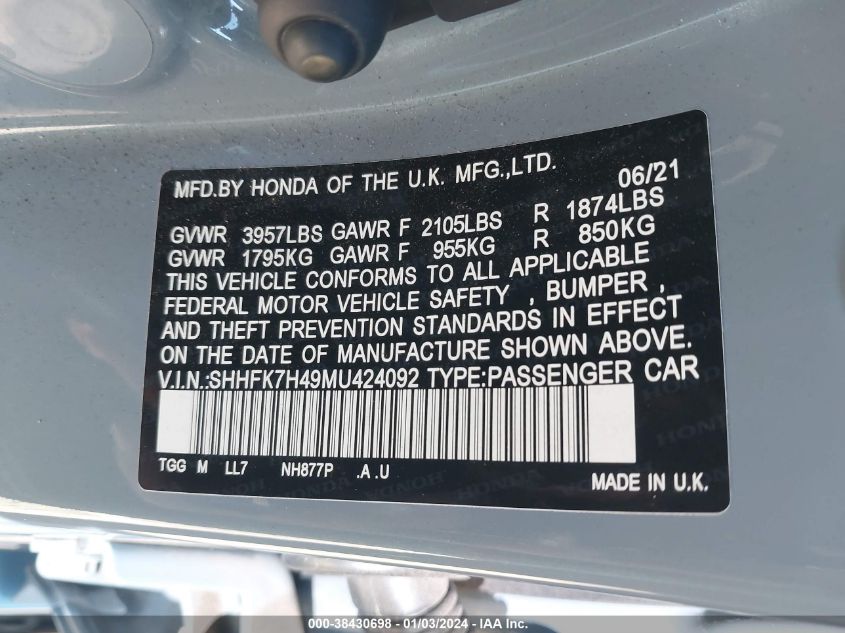 MFD.BY HONDA OF THE U.K. MFG.,LTD. 06/21
GVWR 3957LBS GAWR F 2105LBS R 1874LBS
GVWR 1795KG GAWR F 955KG R 850KG
THIS VEHICLE CONFORMS TO ALL APPLICABLE
FEDERAL MOTOR VEHICLE SAFETY , BUMPER ,
AND THEFT PREVENTION STANDARDS IN EFFECT
ON THE DATE OF MANUFACTURE SHOWN ABOVE.
V.I.N.:SHHFK7H49MU424092 TYPE:PASSENGER CAR
TGG M LL7 NH877P .A .U
MADE IN U.K.
000-38430698 - 01/03/2024 - IAA Inc.